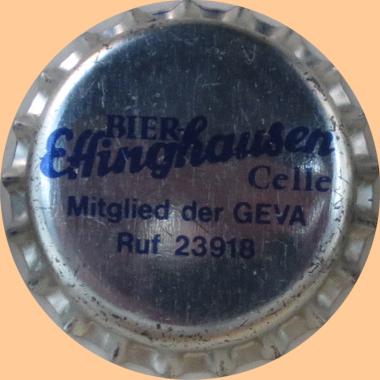 BIER-
Effinghausen
Celle
Mitglied der GEVA
Ruf 23918